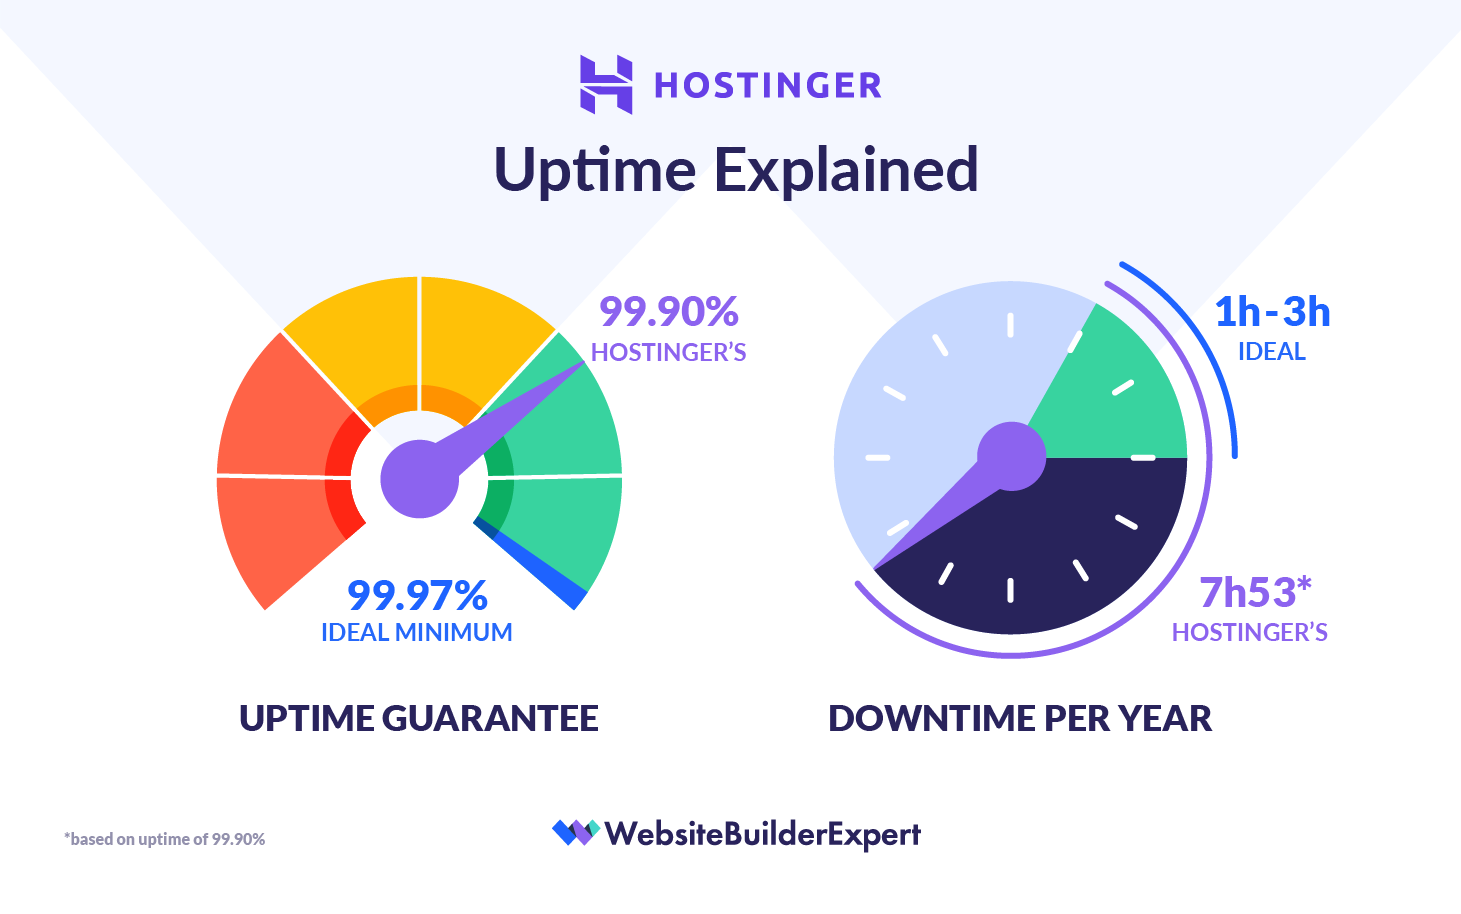 HOSTINGER
Uptime Explained
99.90%
HOSTINGER'S
99.97%
IDEAL MINIMUM
UPTIME GUARANTEE
1h-3h
IDEAL
7h53*
HOSTINGER'S
DOWNTIME PER YEAR
*based on uptime of 99.90%
WebsiteBuilderExpert